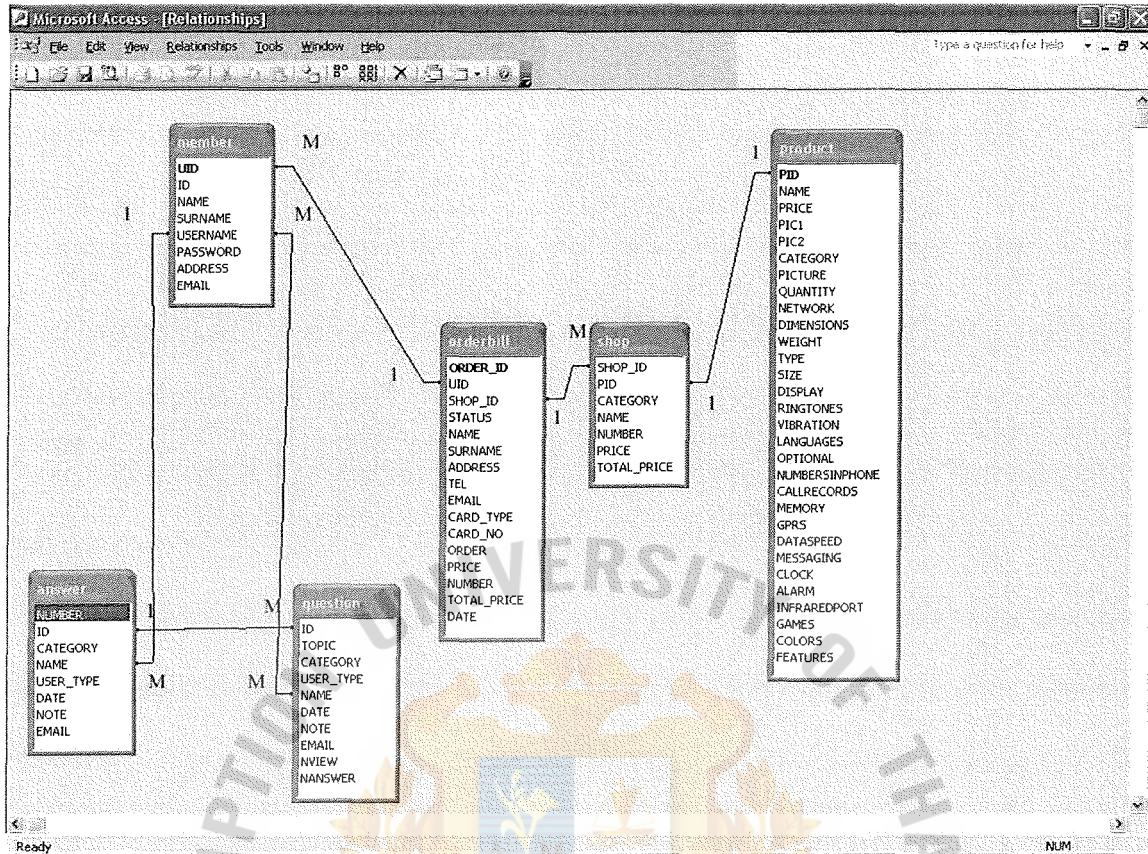 Microsoft Access - [Relationships]
File Edit View Relationships Tools Window Help
Type a question for help
member
UID
ID
NAME
SURNAME
USERNAME
PASSWORD
ADDRESS
EMAIL
M
1
M
orderbill
ORDER_ID
UID
SHOP_ID
STATUS
NAME
SURNAME
ADDRESS
TEL
EMAIL
CARD_TYPE
CARD_NO
ORDER
PRICE
NUMBER
TOTAL_PRICE
DATE
1
1
M
shop
SHOP_ID
PID
CATEGORY
NAME
NUMBER
PRICE
TOTAL_PRICE
1
1
product
PID
NAME
PRICE
PIC1
PIC2
CATEGORY
PICTURE
QUANTITY
NETWORK
DIMENSIONS
WEIGHT
TYPE
SIZE
DISPLAY
RINGTONES
VIBRATION
LANGUAGES
OPTIONAL
NUMBERSINPHONE
CALLRECORDS
MEMORY
GPRS
DATASPEED
MESSAGING
CLOCK
ALARM
INFRAREDPORT
GAMES
COLORS
FEATURES
answer
NUMBER
ID
CATEGORY
NAME
USER_TYPE
DATE
NOTE
EMAIL
1
M
M
M
question
ID
TOPIC
CATEGORY
USER_TYPE
NAME
DATE
NOTE
EMAIL
NVIEW
NANSWER
UNIVERSITY OF
Ready
NUM